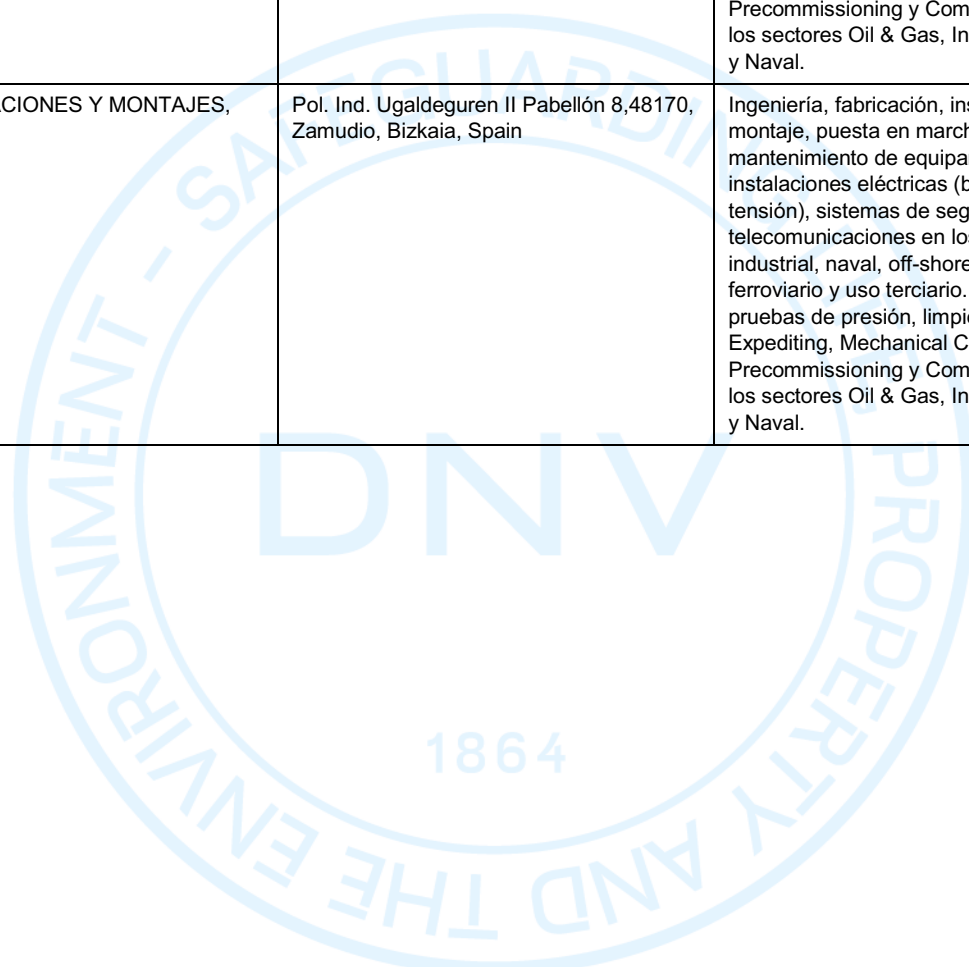 Precommissioning y Com
los sectores Oil & Gas, In
y Naval.
CIONES Y MONTAJES,
Pol. Ind. Ugaldeguren II Pabellón 8,48170,
Zamudio, Bizkaia, Spain
Ingeniería, fabricación, ins
montaje, puesta en march
mantenimiento de equipa
instalaciones eléctricas (b
tensión), sistemas de seg
telecomunicaciones en los
industrial, naval, off-shore
ferroviario y uso terciario.
pruebas de presión, limpie
Expediting, Mechanical C
Precommissioning y Com
los sectores Oil & Gas, In
y Naval.
SAFEGUARDING LIFE - PROPERTY AND THE ENVIRONMENT -
DNV
1864